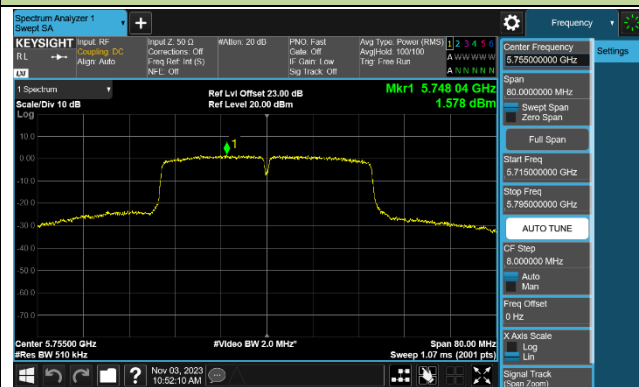 Spectrum Analyzer 1
Swept SA
+
Frequency
KEYSIGHT
RL
LXI
Input: RF
Coupling: DC
Align: Auto
Input Z: 50 Ω
Corrections: Off
Freq Ref: Int (S)
NFE: Off
#Atten: 20 dB
PNO: Fast
Gate: Off
IF Gain: Low
Sig Track: Off
Avg Type: Power (RMS)
Avg|Hold: 100/100
Trig: Free Run
1 2 3 4 5 6
A W W W W W
A N N N N N
1 Spectrum
Scale/Div 10 dB
Log
Ref Lvl Offset 23.00 dB
Ref Level 20.00 dBm
Mkr1 5.748 04 GHz
1.578 dBm
10.0
0.00
-10.0
-20.0
-30.0
-40.0
-50.0
-60.0
-70.0
1
Center 5.75500 GHz
#Res BW 510 kHz
#Video BW 2.0 MHz*
Span 80.00 MHz
Sweep 1.07 ms (2001 pts)
?
Nov 03, 2023
10:52:10 AM
Center Frequency
5.755000000 GHz
Span
80.0000000 MHz
Swept Span
Zero Span
Full Span
Start Freq
5.715000000 GHz
Stop Freq
5.795000000 GHz
AUTO TUNE
CF Step
8.000000 MHz
Auto
Man
Freq Offset
0 Hz
X Axis Scale
Log
Lin
Signal Track
(Span Zoom)
Settings